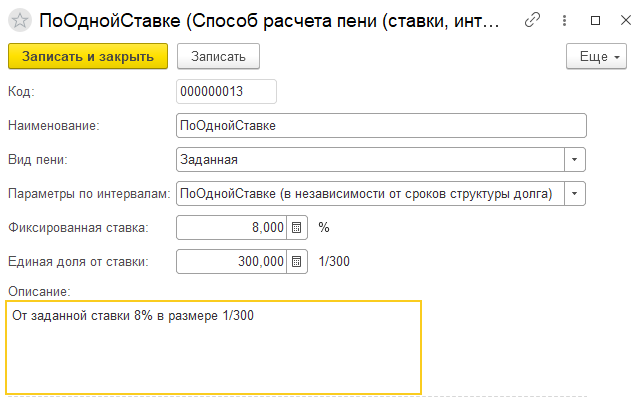 ПоОднойСтавке (Способ расчета пени (ставки, инт...
Записать и закрыть
Записать
Еще
Код:
000000013
Наименование:
ПоОднойСтавке
Вид пени:
Заданная
Параметры по интервалам:
ПоОднойСтавке (в независимости от сроков структуры долга)
Фиксированная ставка:
8,000
%
Единая доля от ставки:
300,000
1/300
Описание:
От заданной ставки 8% в размере 1/300